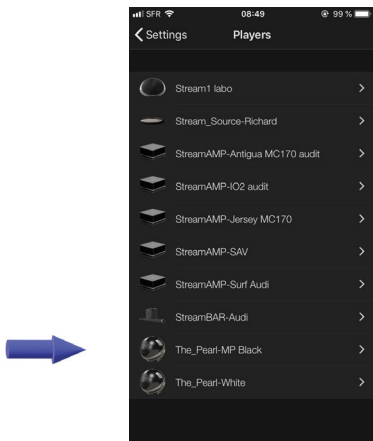 SFR 08:49 99 %
Settings Players
Stream1 labo
Stream_Source-Richard
StreamAMP-Antigua MC170 audit
StreamAMP-IO2 audit
StreamAMP-Jersey MC170
StreamAMP-SAV
StreamAMP-Surf Audi
StreamBAR-Audi
The_Pearl-MP Black
The_Pearl-White